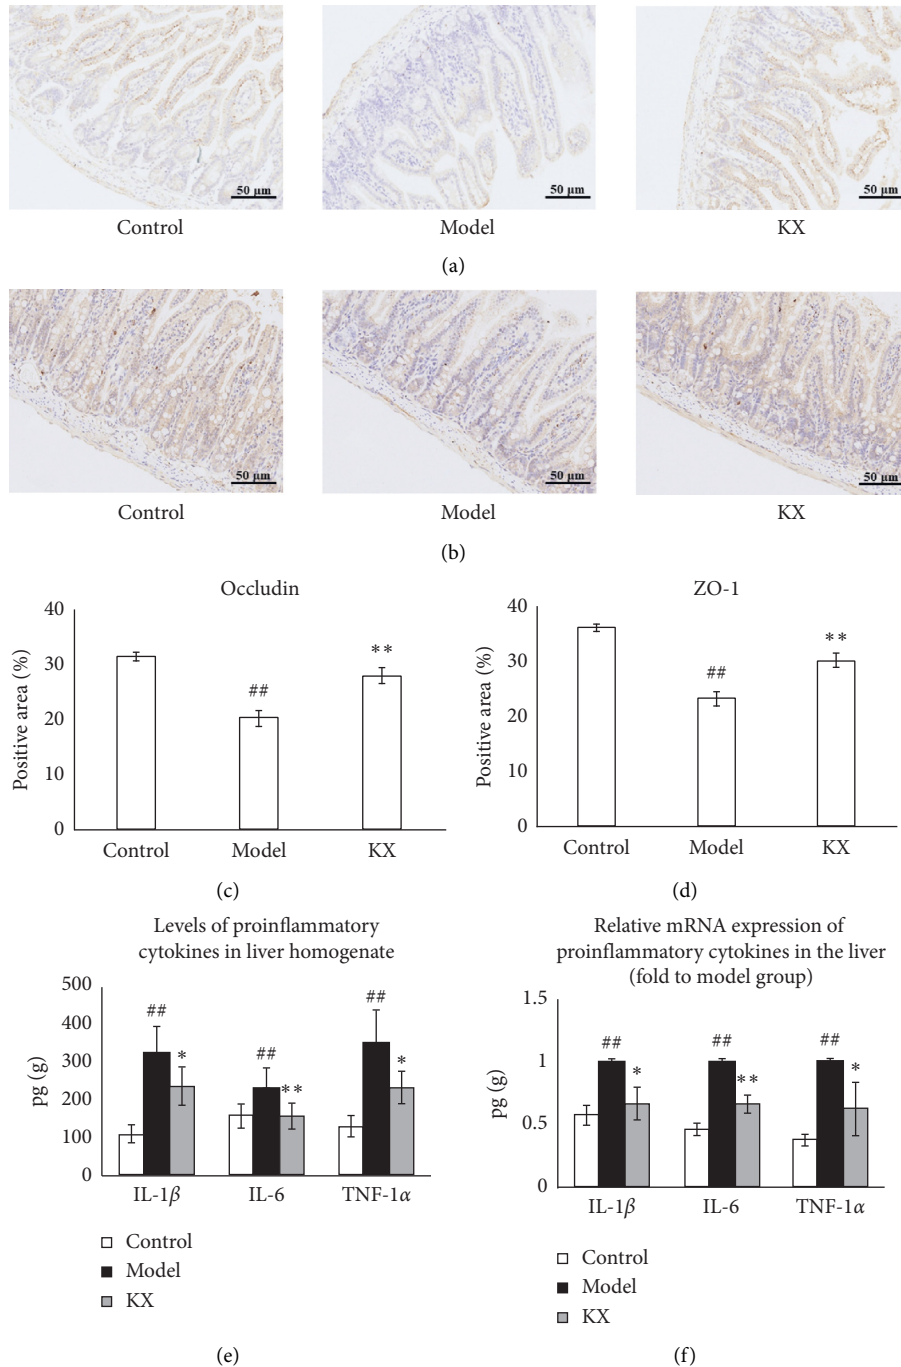 50 μm
50 μm
50 μm
Control
Model
KX
(a)
50 μm
50 μm
50 μm
Control
Model
KX
(b)
Occludin
40
30
20
10
0
Positive area (%)
##
**
Control
Model
KX
(c)
ZO-1
40
30
20
10
0
Positive area (%)
##
**
Control
Model
KX
(d)
Levels of proinflammatory
cytokines in liver homogenate
500
400
300
200
100
0
pg (g)
##
*
##
**
##
*
IL-1β
IL-6
TNF-1α
Control
Model
KX
(e)
Relative mRNA expression of
proinflammatory cytokines in the liver
(fold to model group)
1.5
1
0.5
0
pg (g)
##
*
##
**
##
*
IL-1β
IL-6
TNF-1α
Control
Model
KX
(f)